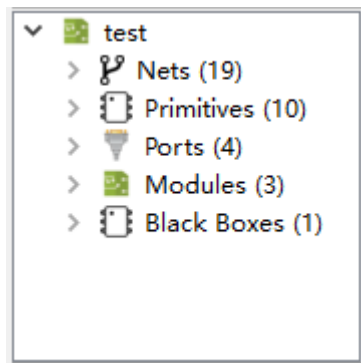 test
Nets (19)
Primitives (10)
Ports (4)
Modules (3)
Black Boxes (1)